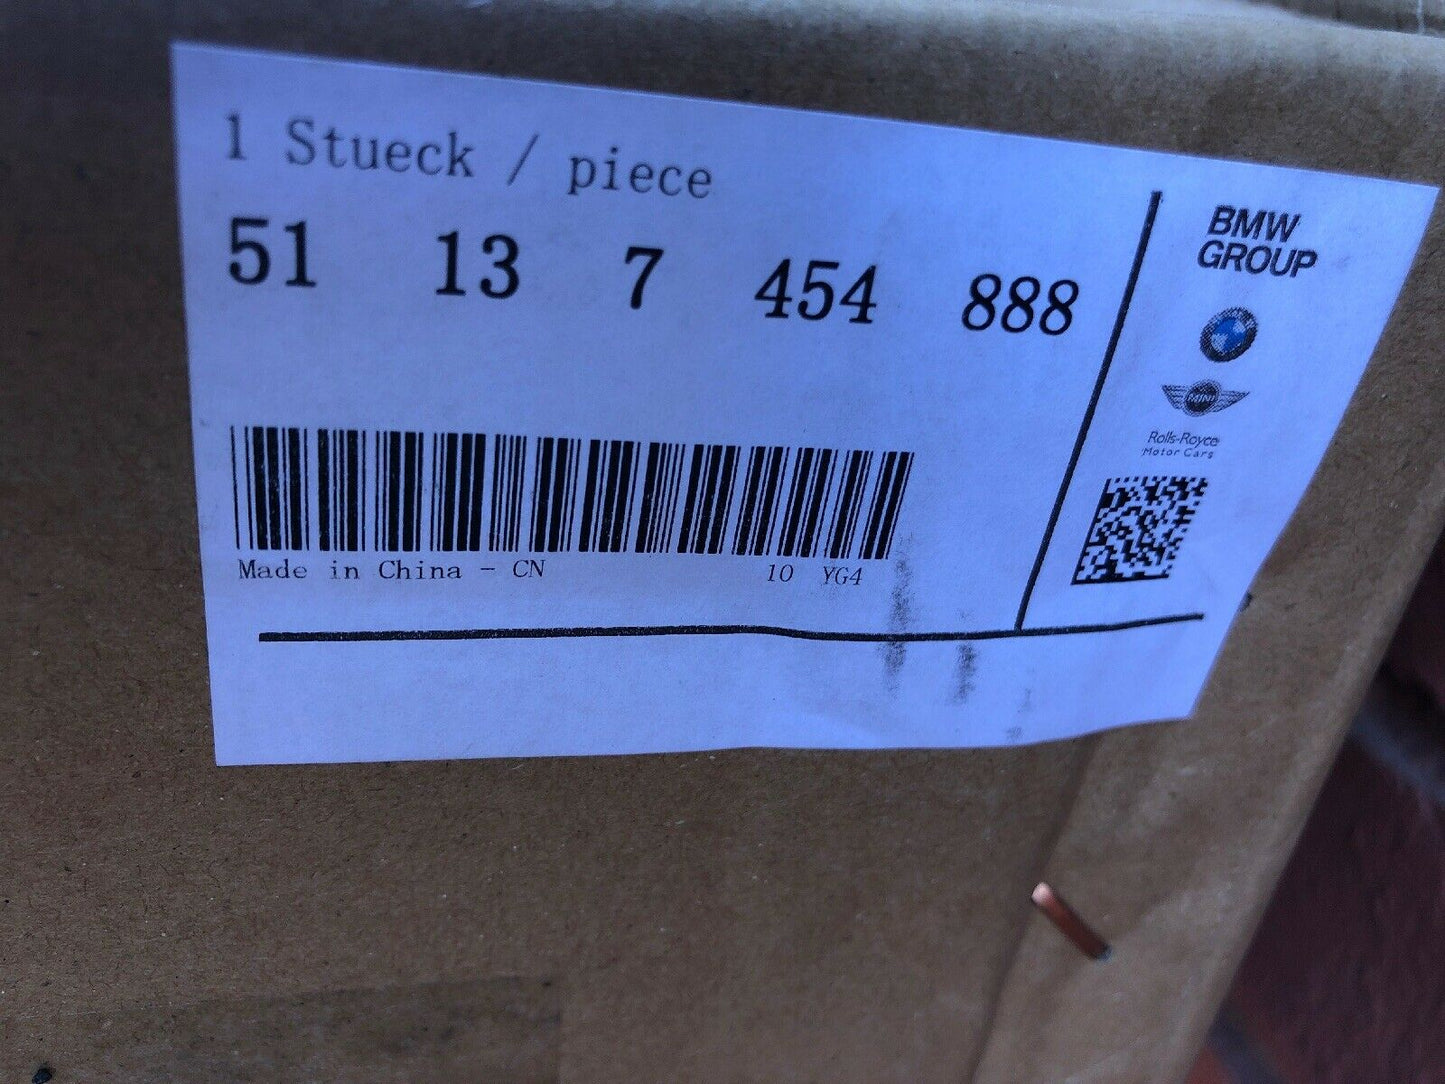 1 Stueck / piece
51 13 7 454 888
Made in China - CN 10 YG4
BMW
GROUP
MINI
Rolls-Royce
Motor Cars